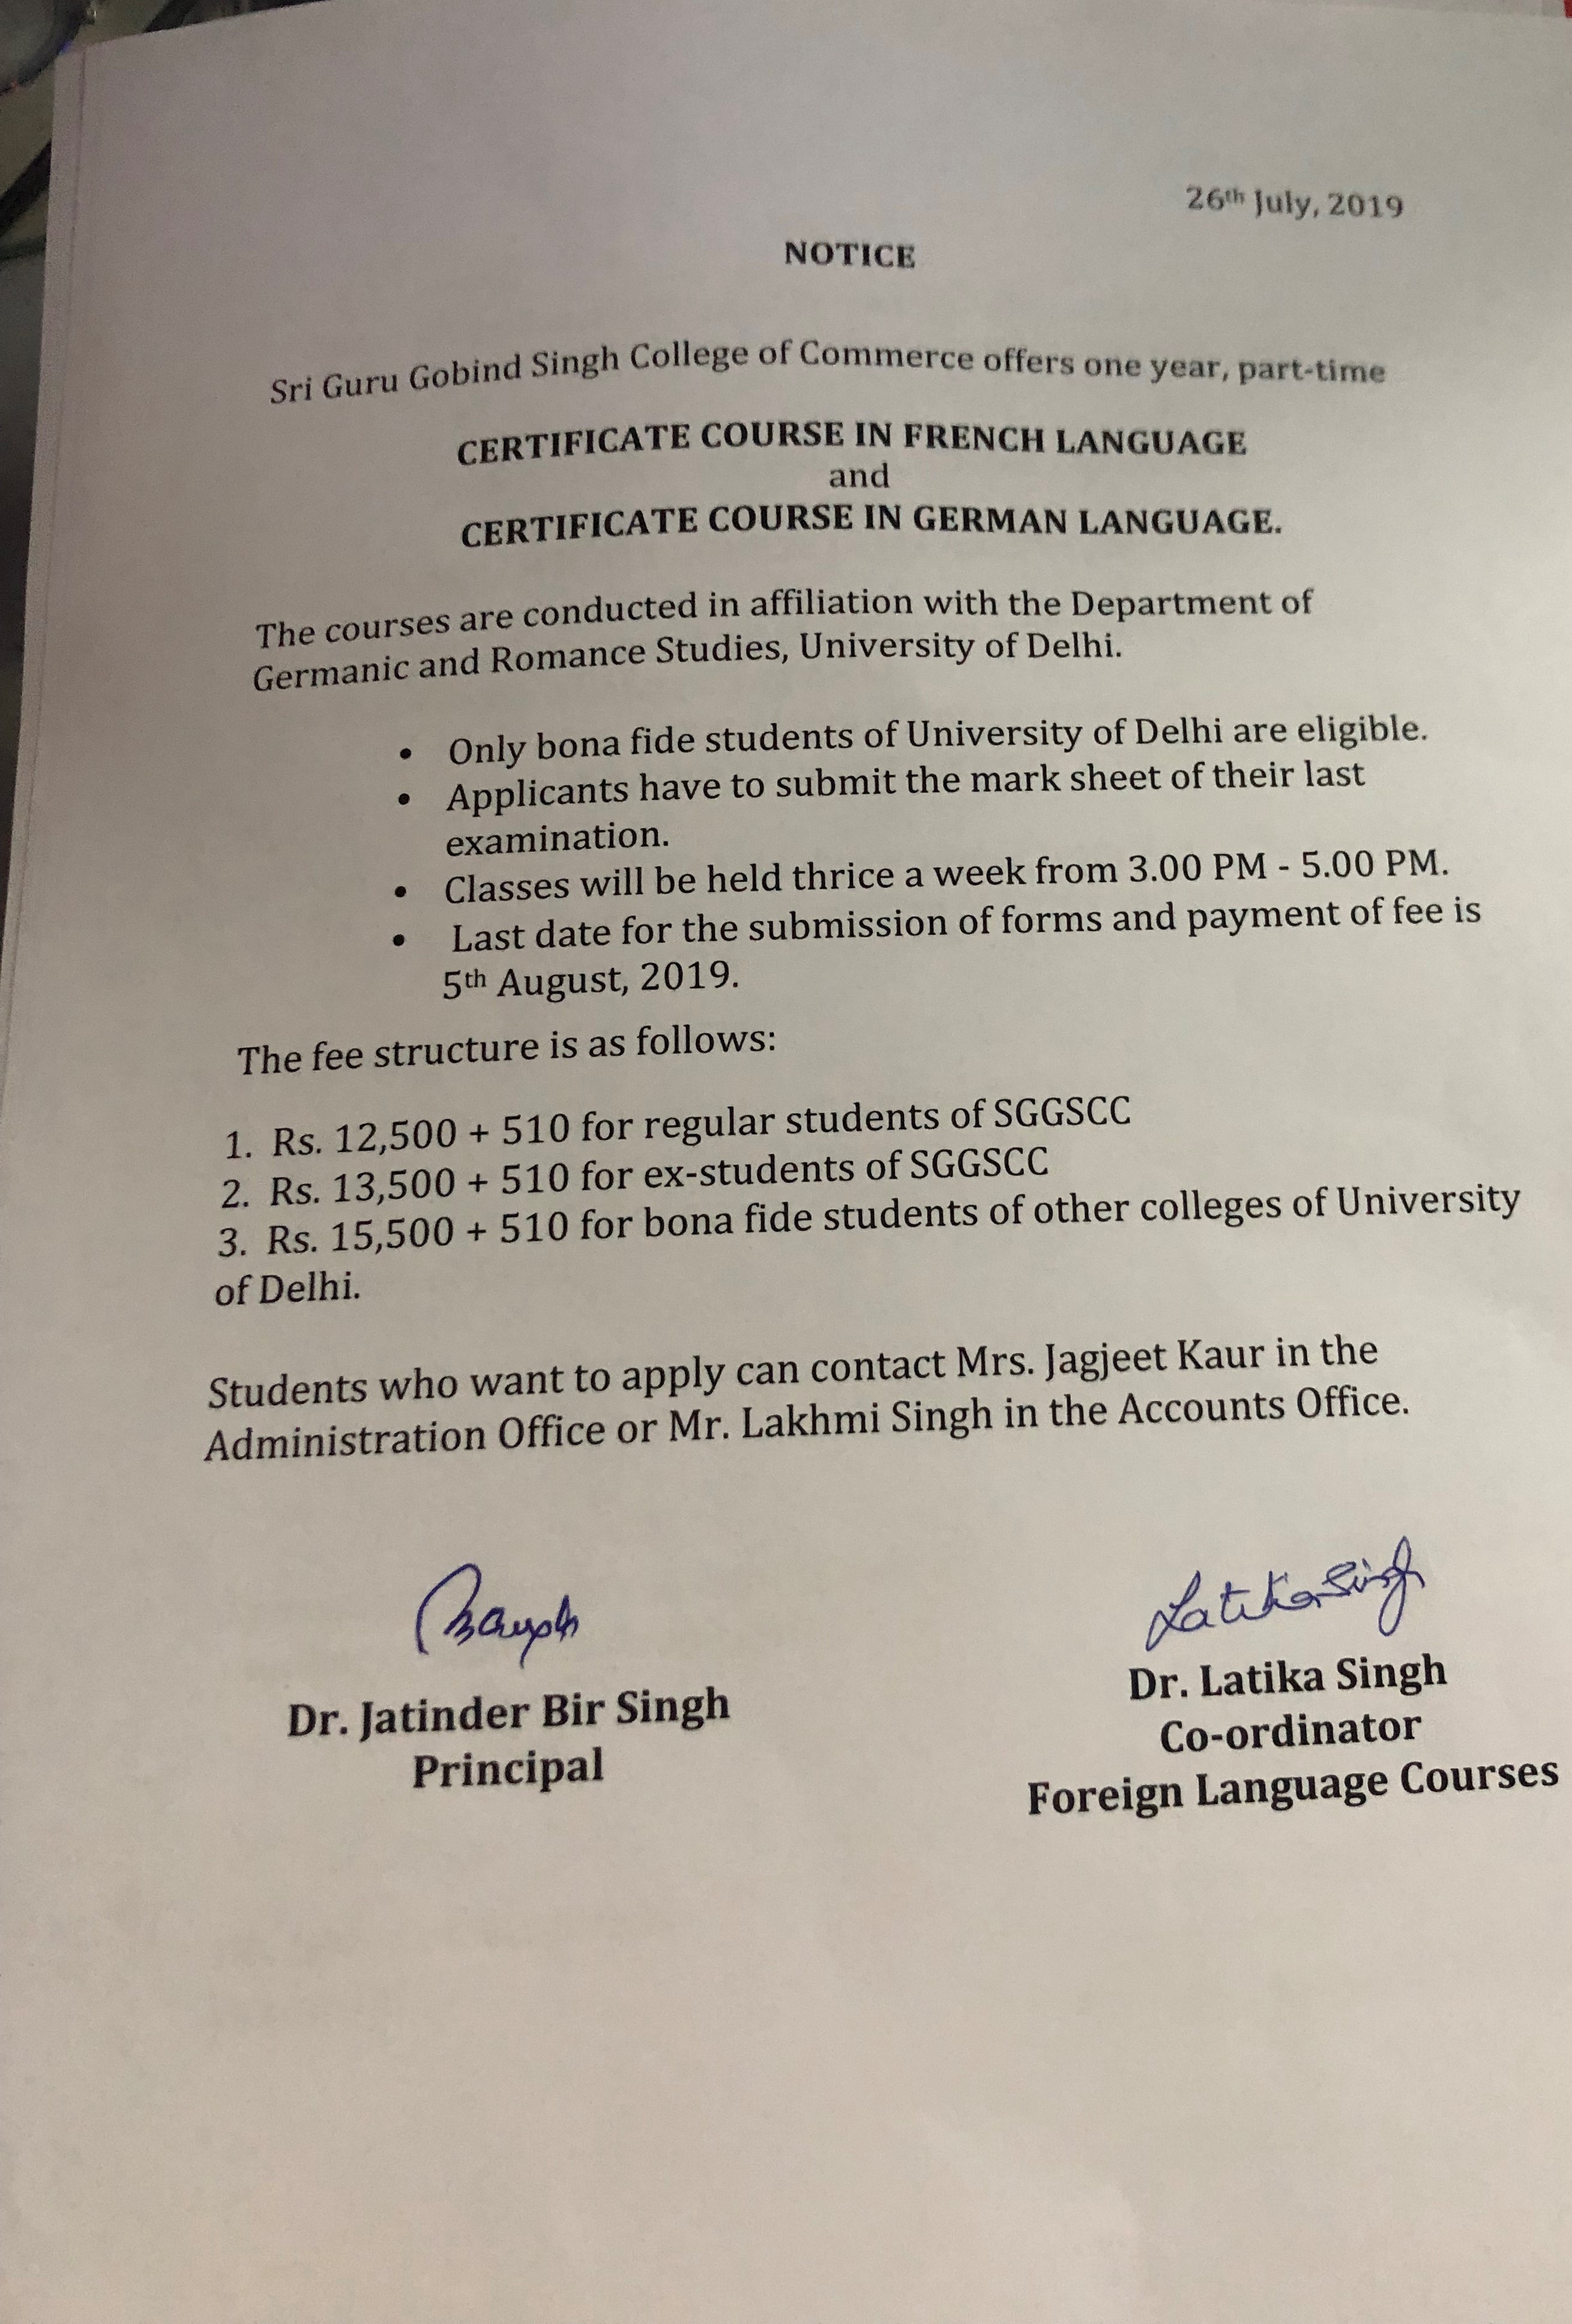 26th July, 2019
NOTICE
Sri Guru Gobind Singh College of Commerce offers one year, part-time
CERTIFICATE COURSE IN FRENCH LANGUAGE
and
CERTIFICATE COURSE IN GERMAN LANGUAGE.
The courses are conducted in affiliation with the Department of
Germanic and Romance Studies, University of Delhi.
• Only bona fide students of University of Delhi are eligible.
• Applicants have to submit the mark sheet of their last
examination.
• Classes will be held thrice a week from 3.00 PM - 5.00 PM.
• Last date for the submission of forms and payment of fee is
5th August, 2019.
The fee structure is as follows:
1. Rs. 12,500 + 510 for regular students of SGGSCC
2. Rs. 13,500 + 510 for ex-students of SGGSCC
3. Rs. 15,500 + 510 for bona fide students of other colleges of University
of Delhi.
Students who want to apply can contact Mrs. Jagjeet Kaur in the
Administration Office or Mr. Lakhmi Singh in the Accounts Office.
Latika Singh
Dr. Jatinder Bir Singh
Principal
Dr. Latika Singh
Co-ordinator
Foreign Language Courses